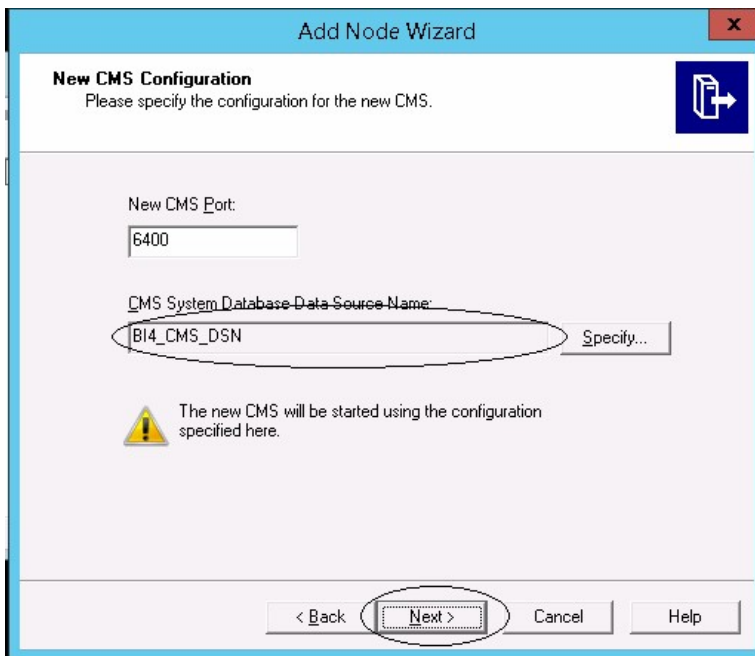 Add Node Wizard
x
New CMS Configuration
Please specify the configuration for the new CMS.
New CMS Port:
6400
CMS System Database Data Source Name:
BI4_CMS_DSN
Specify...
The new CMS will be started using the configuration
specified here.
< Back
Next >
Cancel
Help